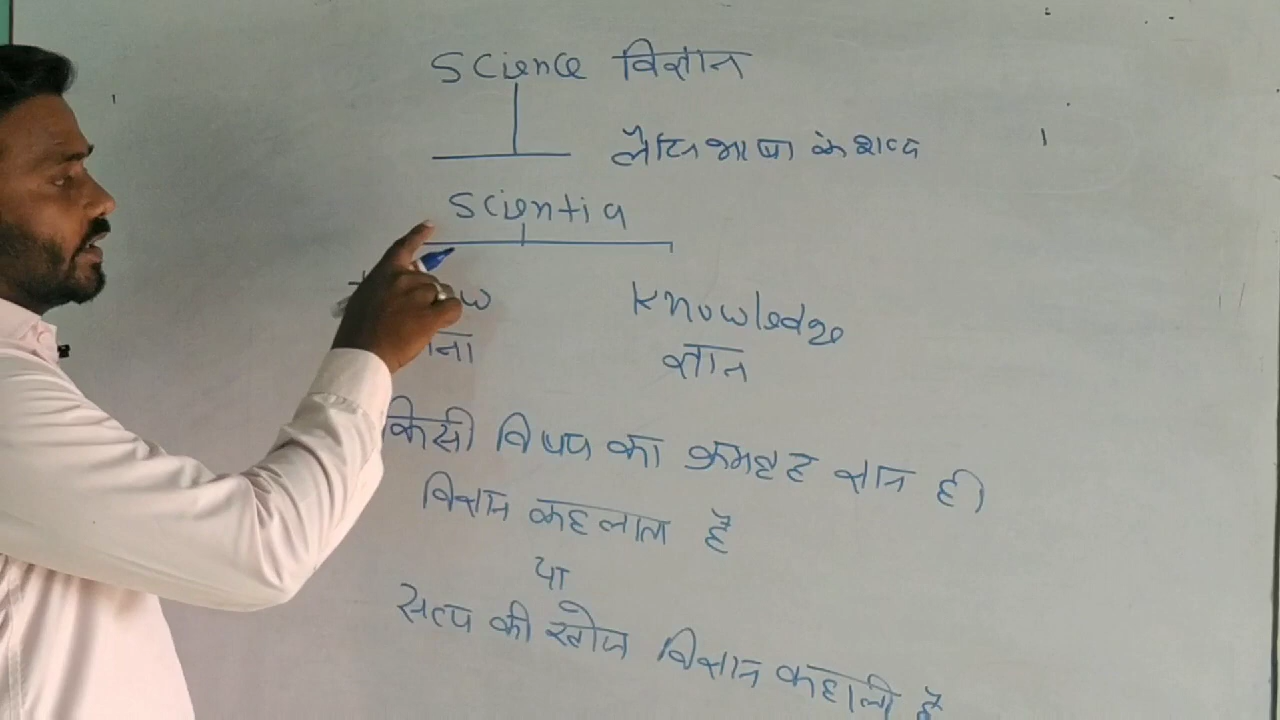 Science विज्ञान
लैटिन भाषा के शब्द
Scientia
Knowledge
ज्ञान
किसी विषय का क्रमबद्ध ज्ञान ही
विज्ञान कहलाता है
या
सत्य की खोज विज्ञान कहलाती है